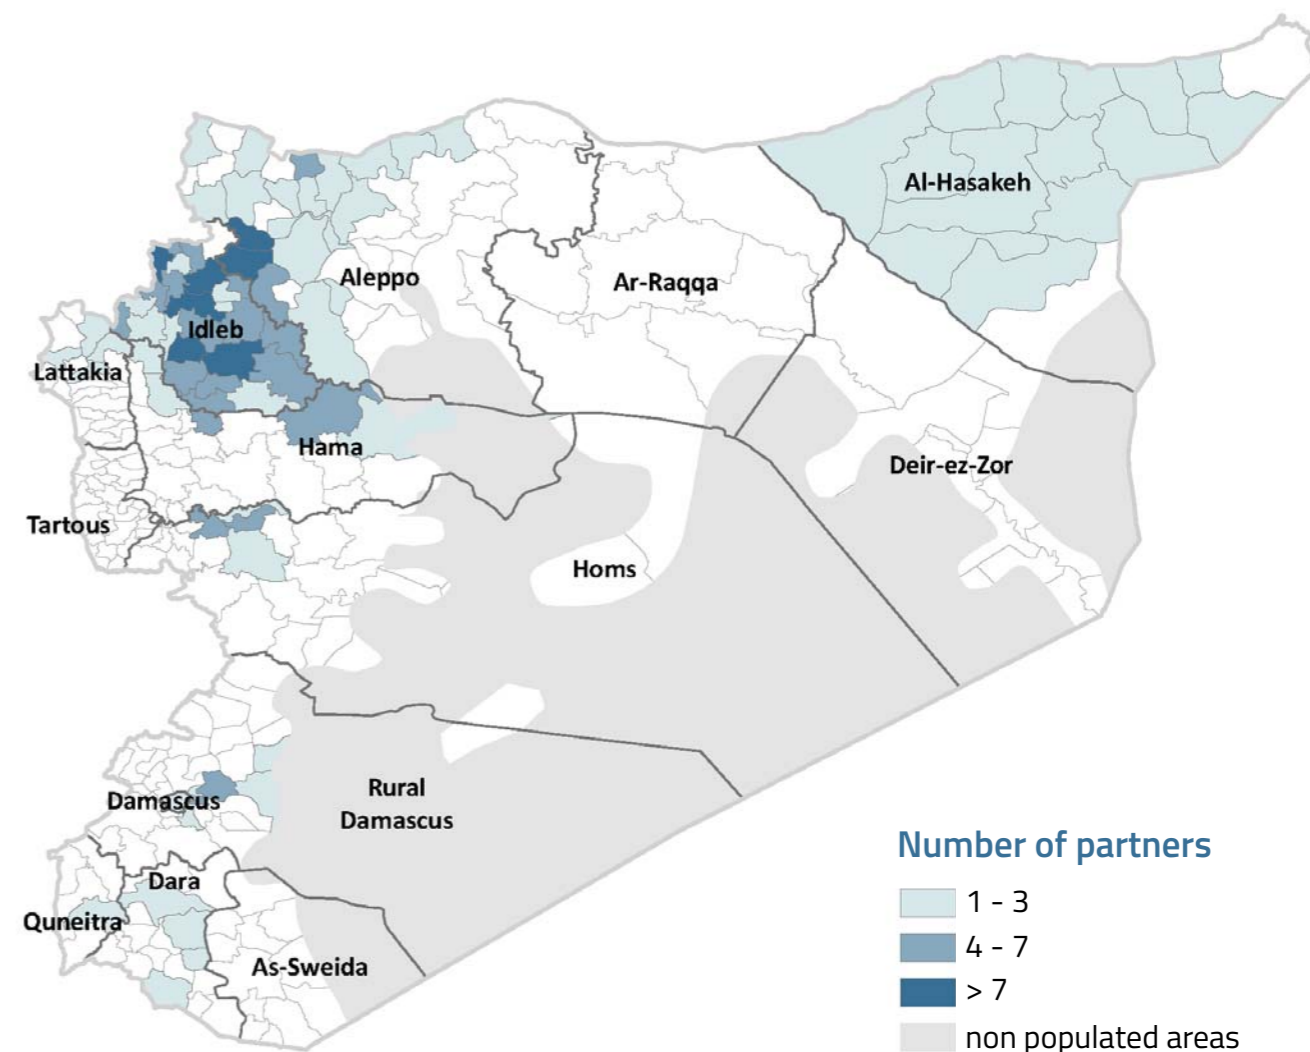 Al-Hasakeh
Aleppo
Ar-Raqqa
Idleb
Lattakia
Hama
Deir-ez-Zor
Tartous
Homs
Rural
Damascus
Damascus
Dara
Quneitra
As-Sweida
Number of partners
1 - 3
4 - 7
> 7
non populated areas